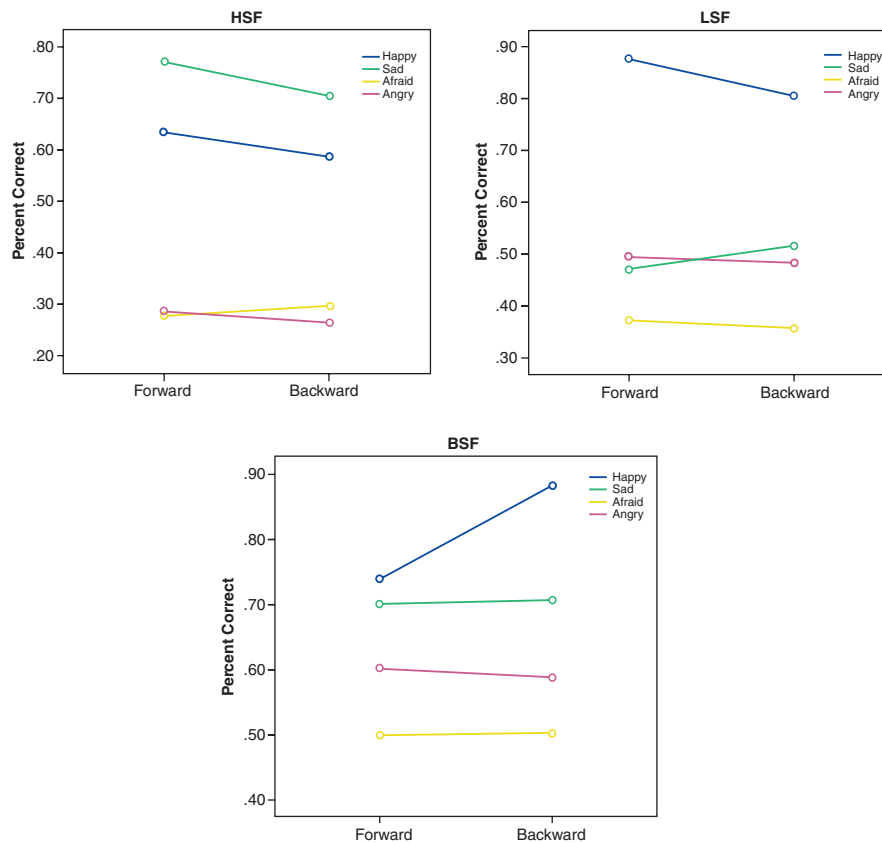 HSF
.80
.70
.60
.50
.40
.30
.20
Percent Correct
Happy
Sad
Afraid
Angry
Forward Backward
LSF
.90
.80
.70
.60
.50
.40
.30
Percent Correct
Happy
Sad
Afraid
Angry
Forward Backward
BSF
.90
.80
.70
.60
.50
.40
Percent Correct
Happy
Sad
Afraid
Angry
Forward Backward